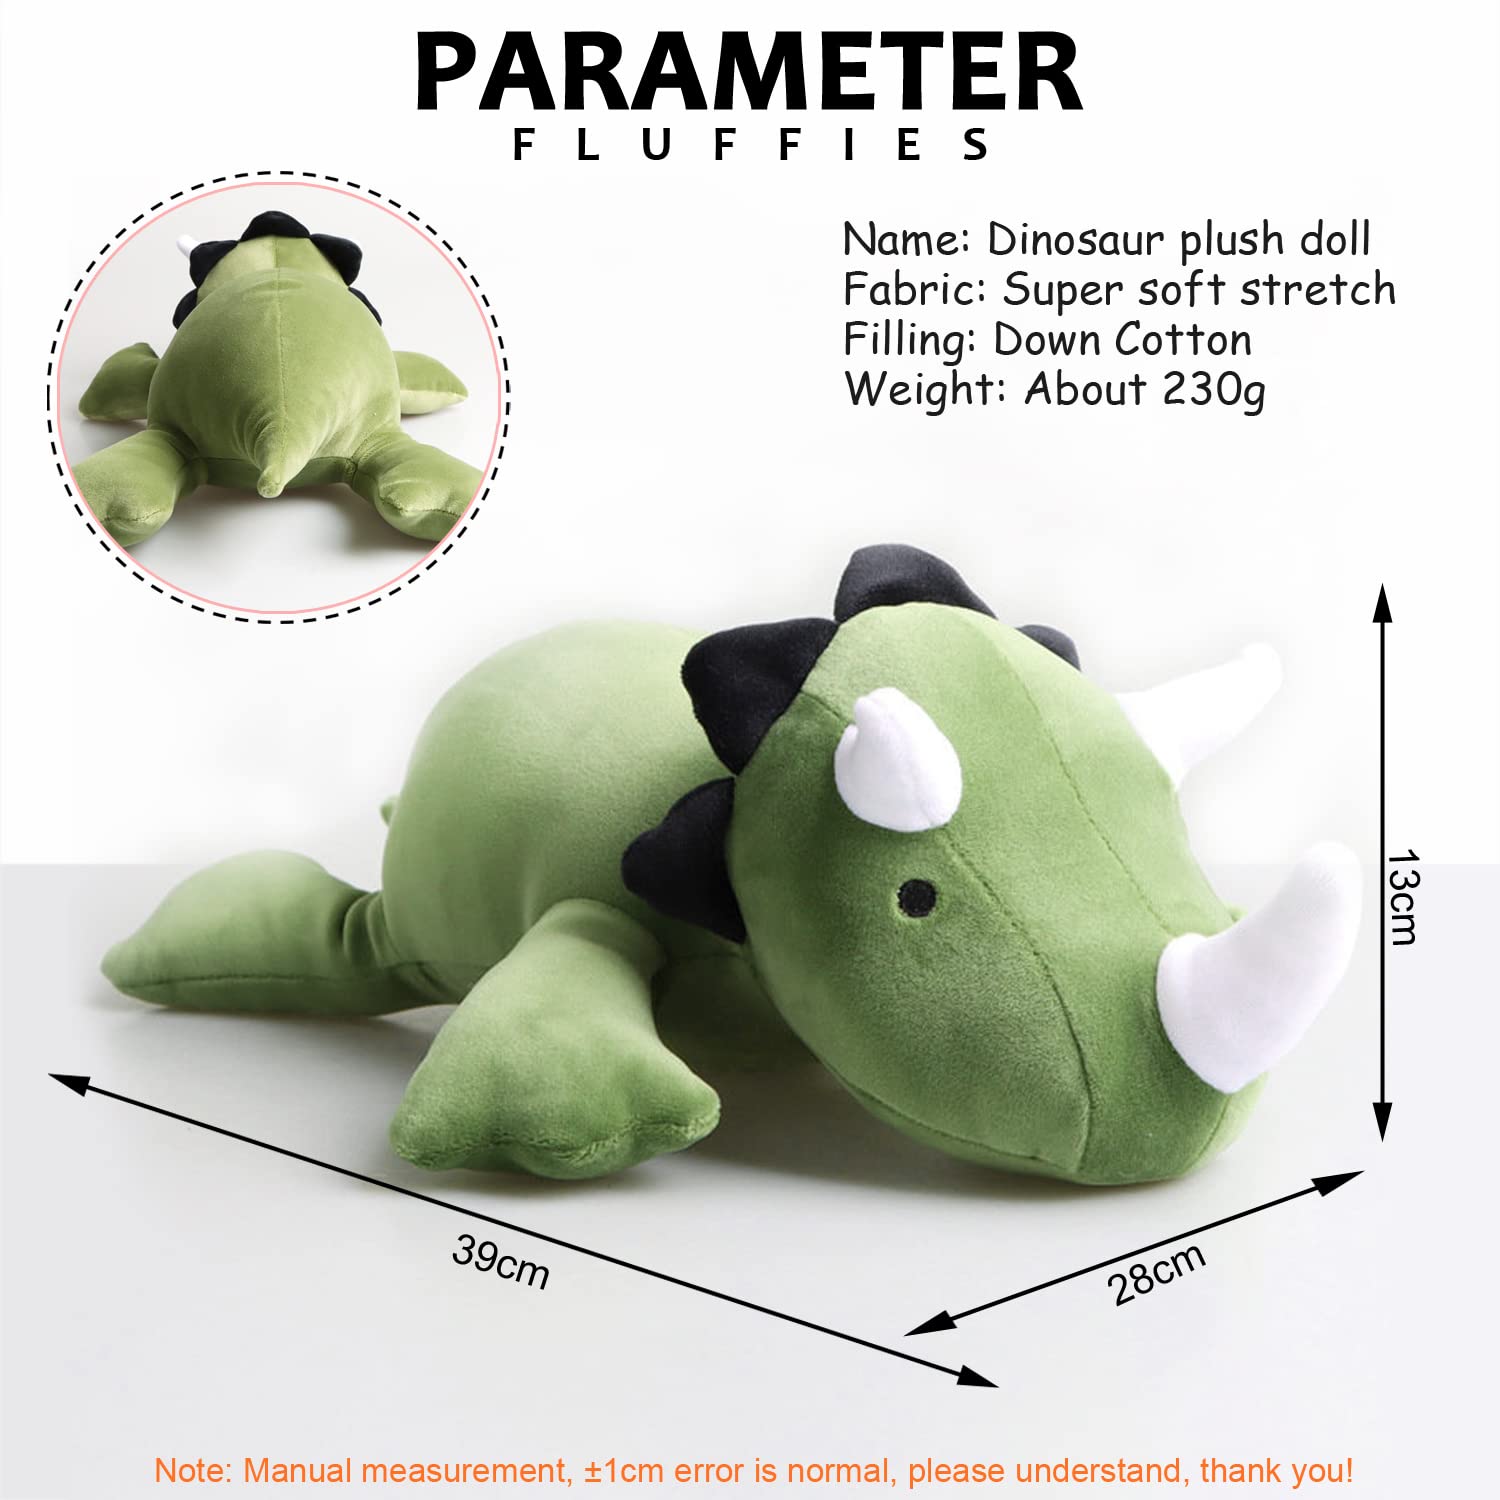 PARAMETER
FLUFFIES
Name: Dinosaur plush doll
Fabric: Super soft stretch
Filling: Down Cotton
Weight: About 230g
13cm
39cm
28cm
Note: Manual measurement, ±1cm error is normal, please understand, thank you!